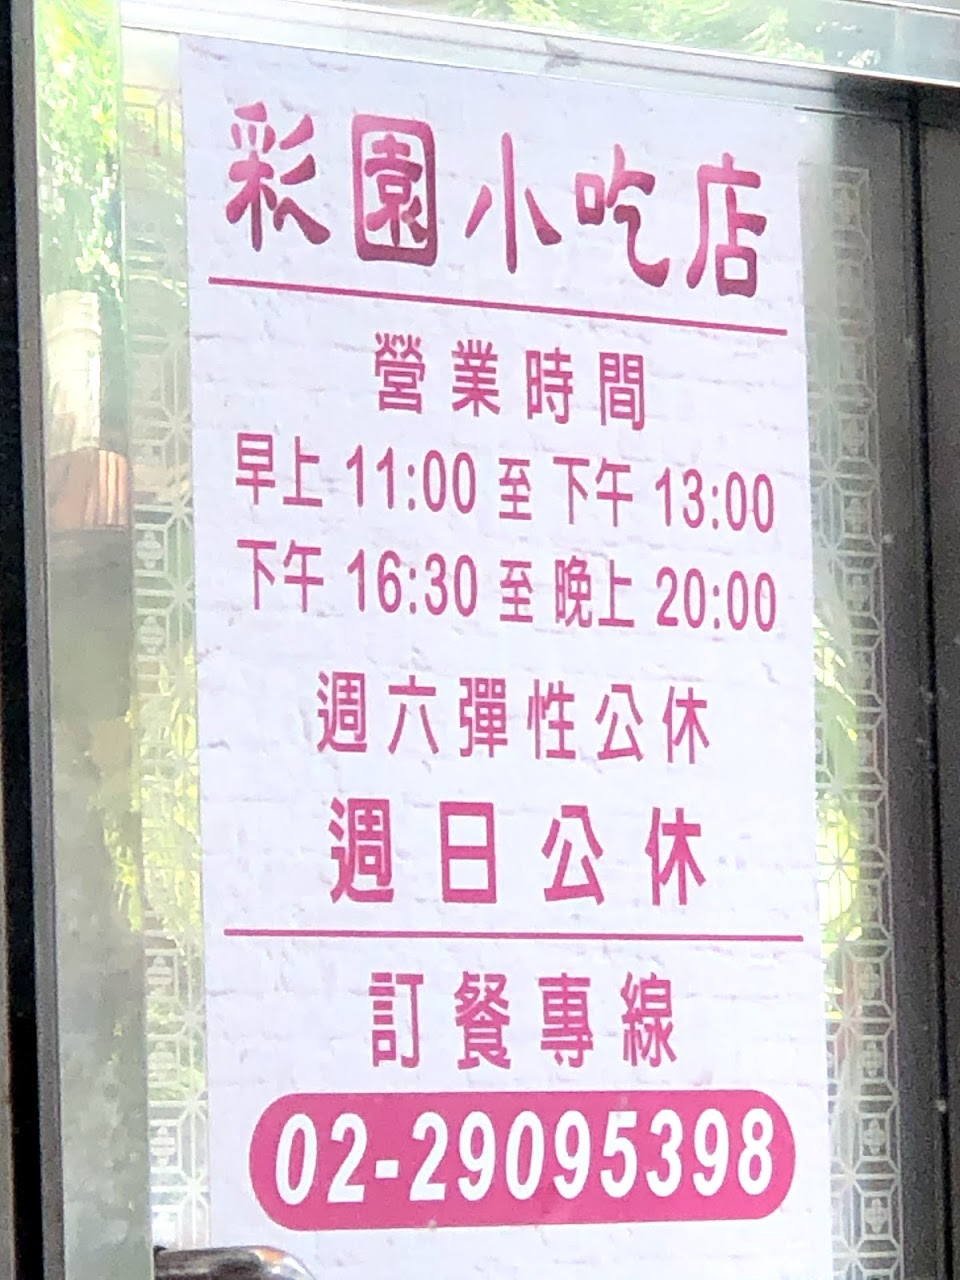 彩園小吃店
營業時間
早上 11:00 至 下午 13:00
下午 16:30 至 晚上 20:00
週六彈性公休
週日公休
訂餐專線
02-29095398